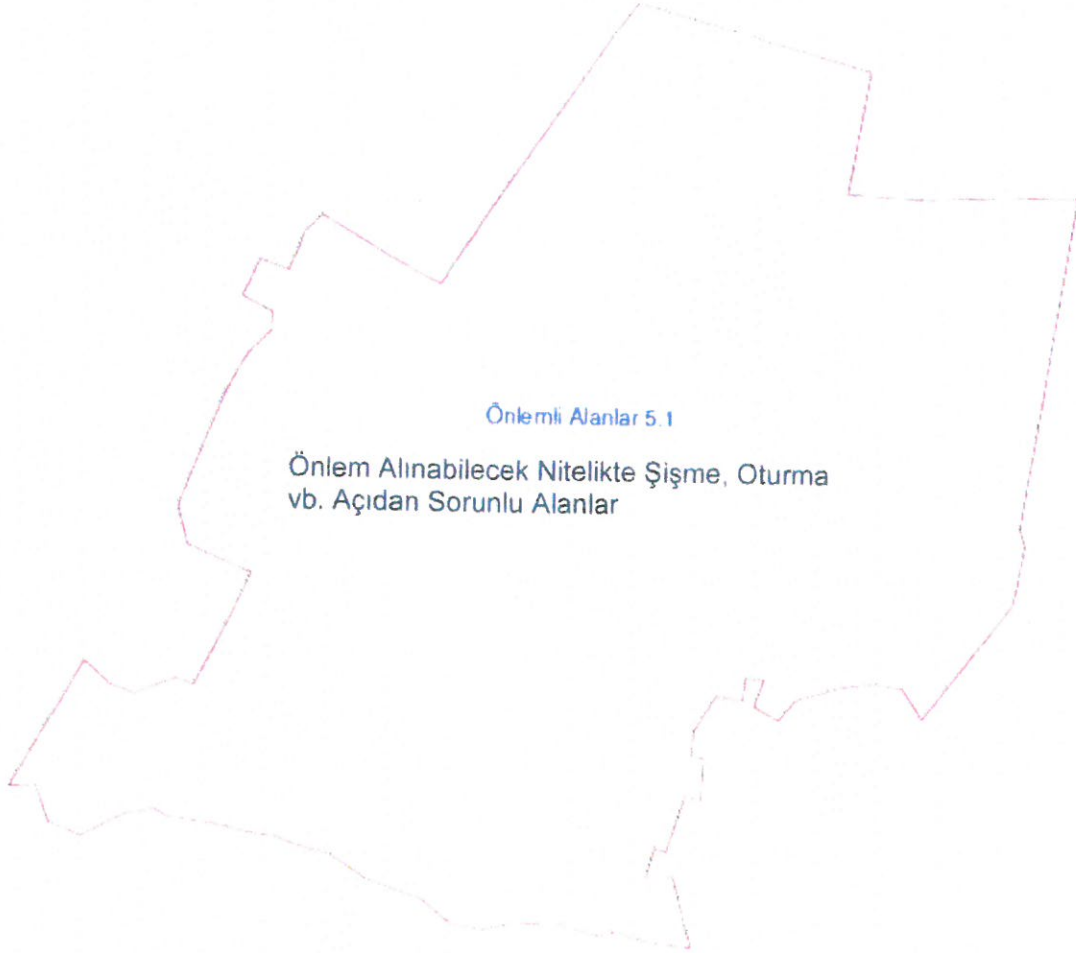 Önlemli Alanlar 5.1
Önlem Alınabilecek Nitelikte Şişme, Oturma
vb. Açıdan Sorunlu Alanlar